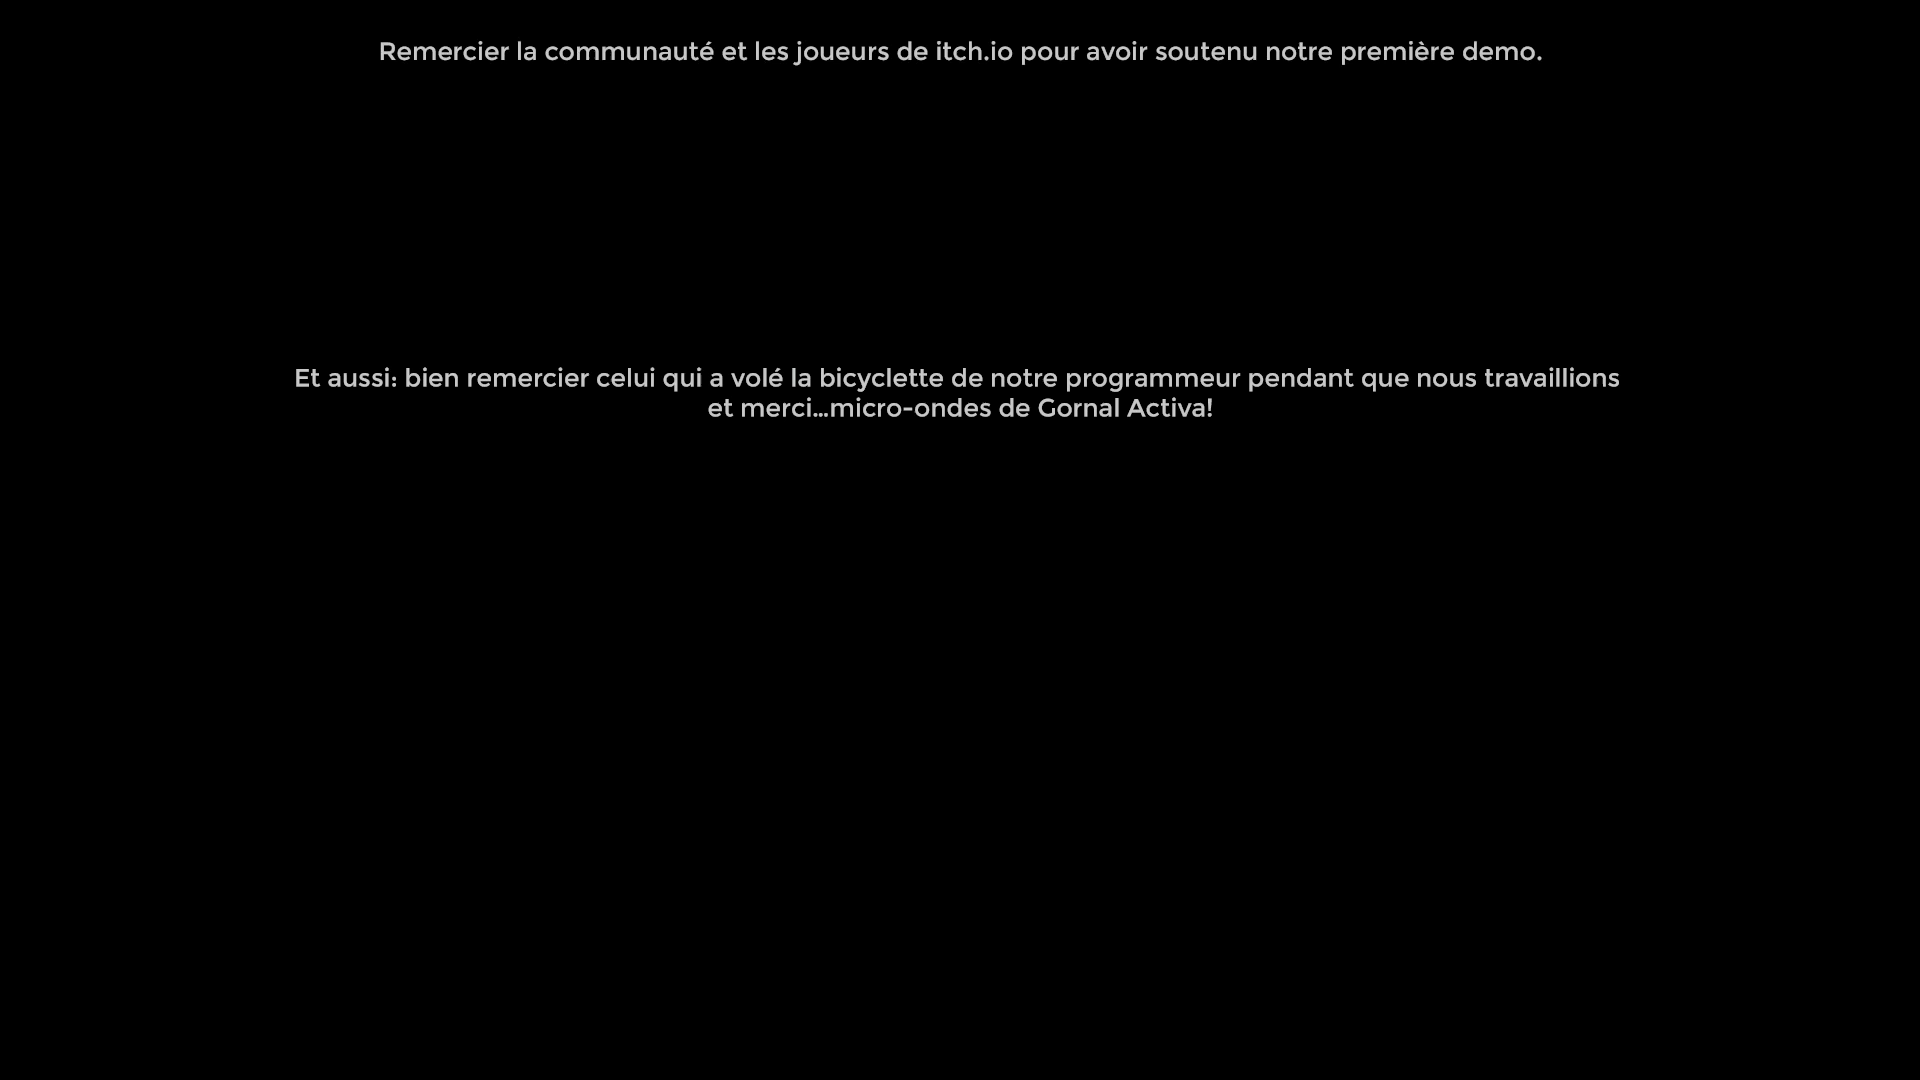 Remercier la communauté et les joueurs de itch.io pour avoir soutenu notre première demo.
Et aussi: bien remercier celui qui a volé la bicyclette de notre programmeur pendant que nous travaillions
et merci...micro-ondes de Gornal Activa!